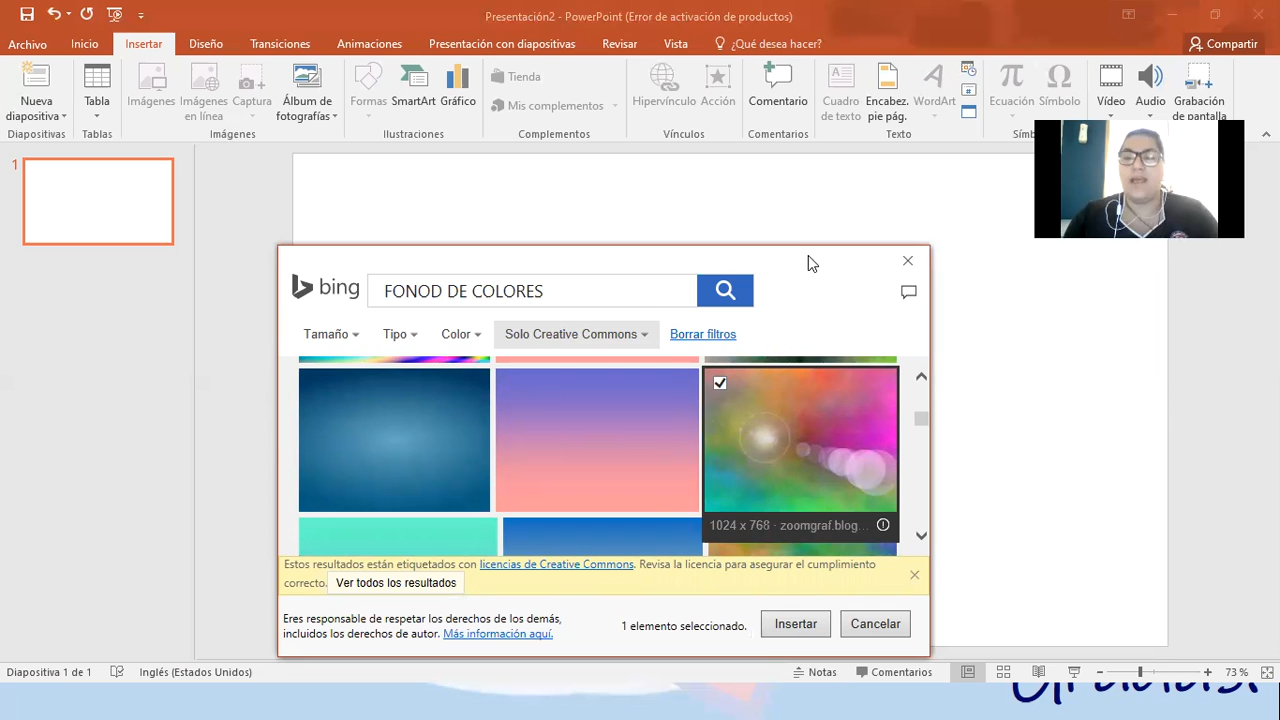 Presentación2 - PowerPoint (Error de activación de productos)
Archivo Inicio Insertar Diseño Transiciones Animaciones Presentación con diapositivas Revisar Vista ¿Qué desea hacer? Compartir
Nueva diapositiva
Tabla
Imágenes
Imágenes en línea
Captura
Álbum de fotografías
Formas
SmartArt
Gráfico
Tienda
Mis complementos
Hipervínculo
Acción
Comentario
Cuadro de texto
Encabez. pie pág.
WordArt
Ecuación
Símbolo
Vídeo
Audio
Grabación de pantalla
Diapositivas Tablas Imágenes Ilustraciones Complementos Vínculos Comentarios Texto
1
bing
FONOD DE COLORES
Tamaño Tipo Color Solo Creative Commons Borrar filtros
1024 x 768 · zoomgraf.blog...
Estos resultados están etiquetados con licencias de Creative Commons. Revisa la licencia para asegurar el cumplimiento
correcto. Ver todos los resultados
Eres responsable de respetar los derechos de los demás,
incluidos los derechos de autor. Más información aquí.
1 elemento seleccionado.
Insertar
Cancelar
Diapositiva 1 de 1 Inglés (Estados Unidos) Notas Comentarios 73 %